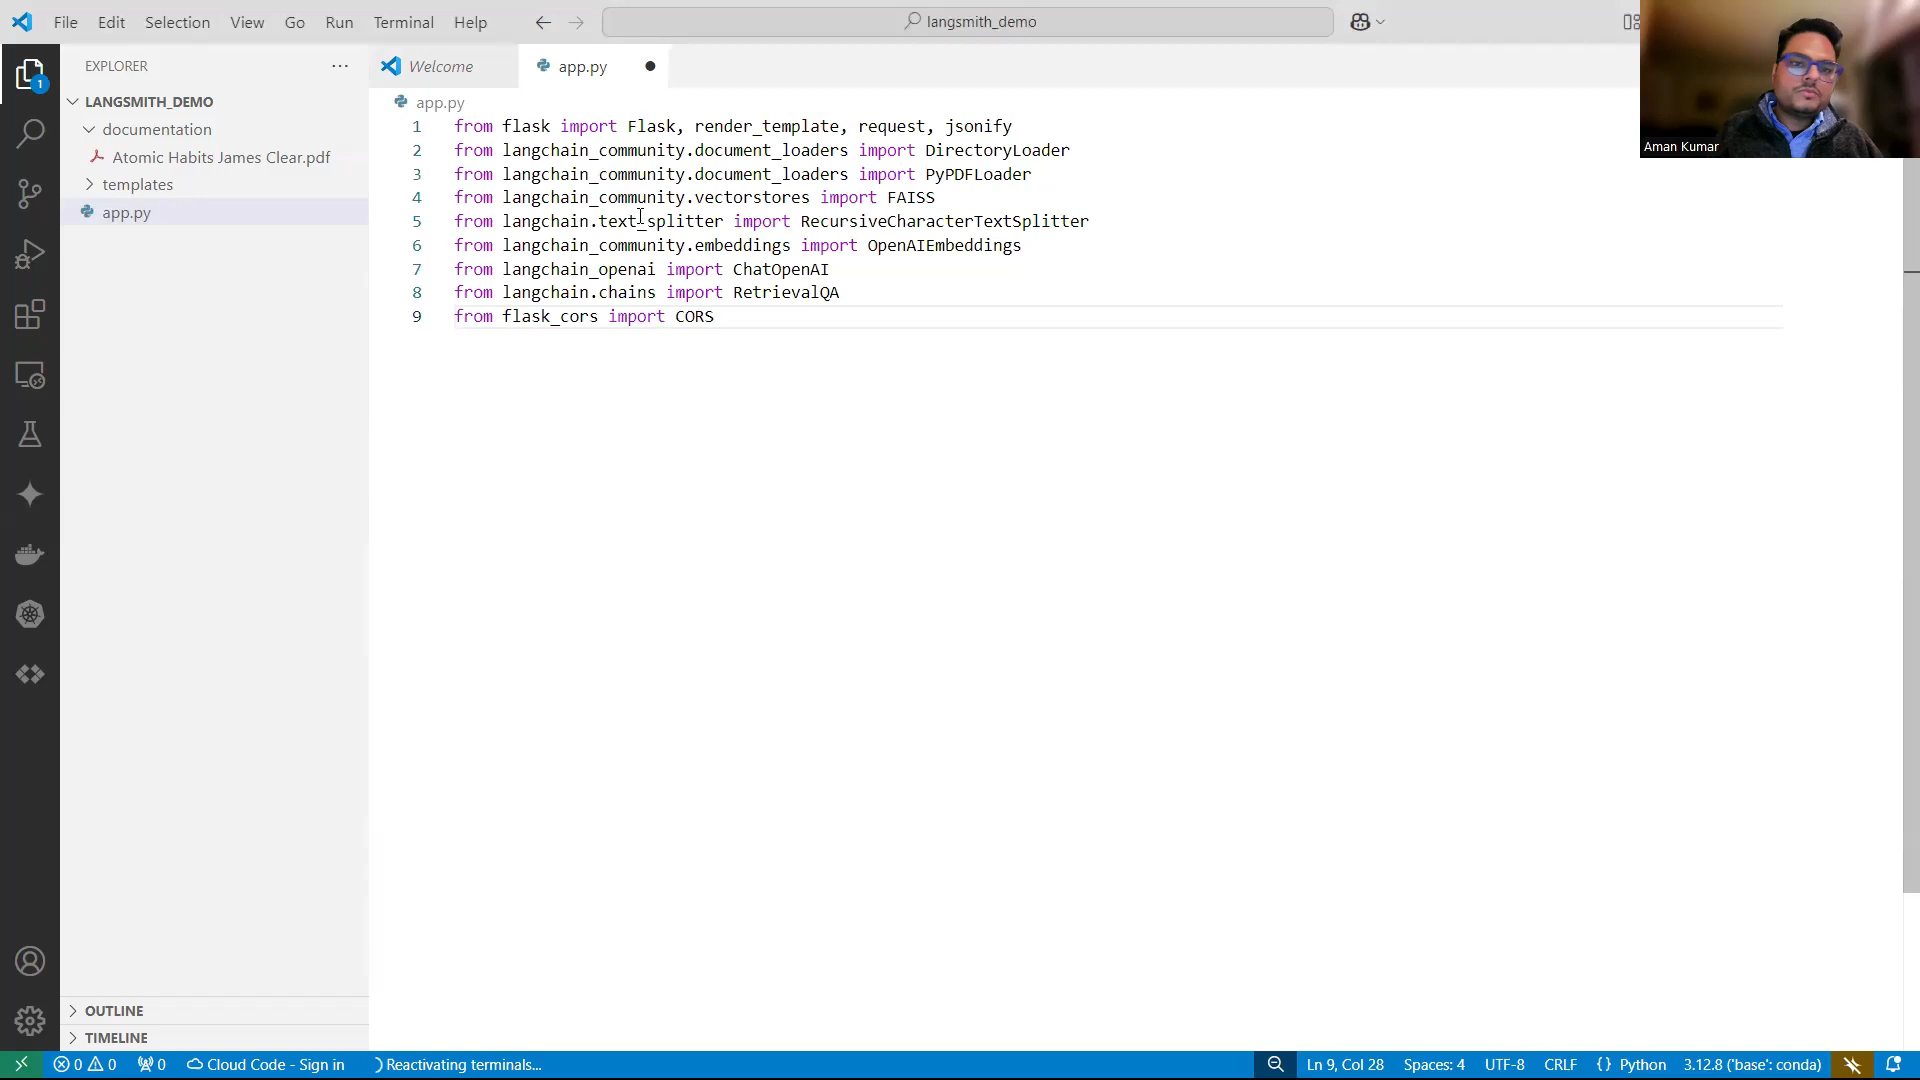 File Edit Selection View Go Run Terminal Help
langsmith_demo
Aman Kumar
EXPLORER
1
LANGSMITH_DEMO
documentation
Atomic Habits James Clear.pdf
templates
app.py
Welcome
app.py
app.py
1 from flask import Flask, render_template, request, jsonify
2 from langchain_community.document_loaders import DirectoryLoader
3 from langchain_community.document_loaders import PyPDFLoader
4 from langchain_community.vectorstores import FAISS
5 from langchain.text_splitter import RecursiveCharacterTextSplitter
6 from langchain_community.embeddings import OpenAIEmbeddings
7 from langchain_openai import ChatOpenAI
8 from langchain.chains import RetrievalQA
9 from flask_cors import CORS
OUTLINE
TIMELINE
0 0 0 Cloud Code - Sign in Reactivating terminals... Ln 9, Col 28 Spaces: 4 UTF-8 CRLF {} Python 3.12.8 ('base': conda)